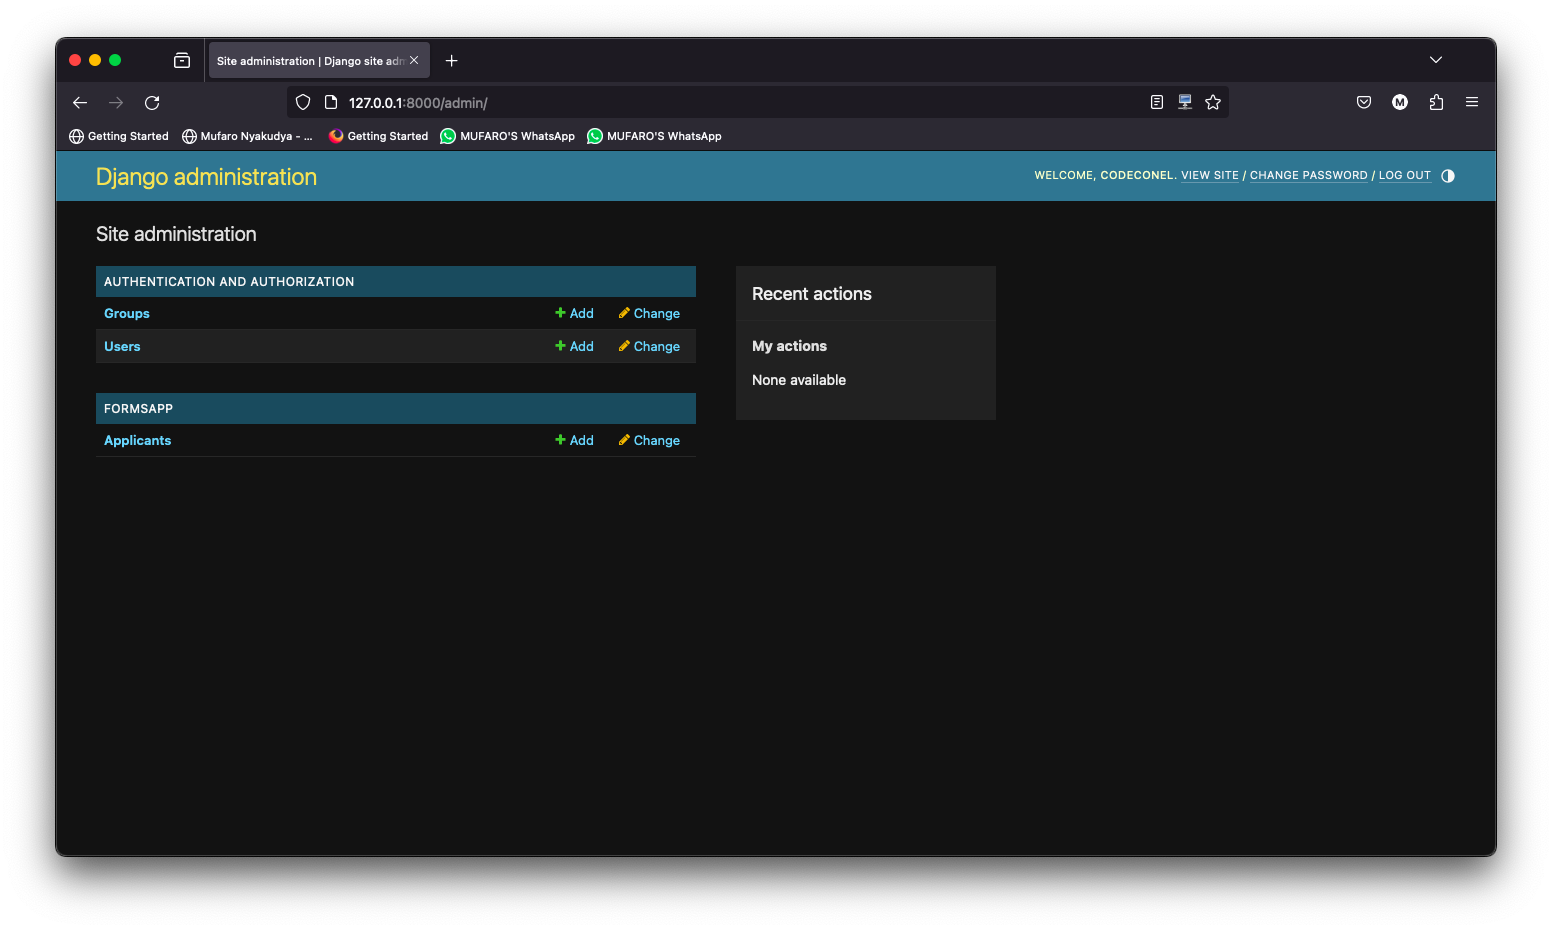 Site administration | Django site adm
127.0.0.1:8000/admin/
M
Getting Started
Mufaro Nyakudya - ...
Getting Started
MUFARO'S WhatsApp
MUFARO'S WhatsApp
Django administration
WELCOME, CODECONEL. VIEW SITE / CHANGE PASSWORD / LOG OUT
Site administration
AUTHENTICATION AND AUTHORIZATION
Groups Add Change
Users Add Change
FORMSAPP
Applicants Add Change
Recent actions
My actions
None available